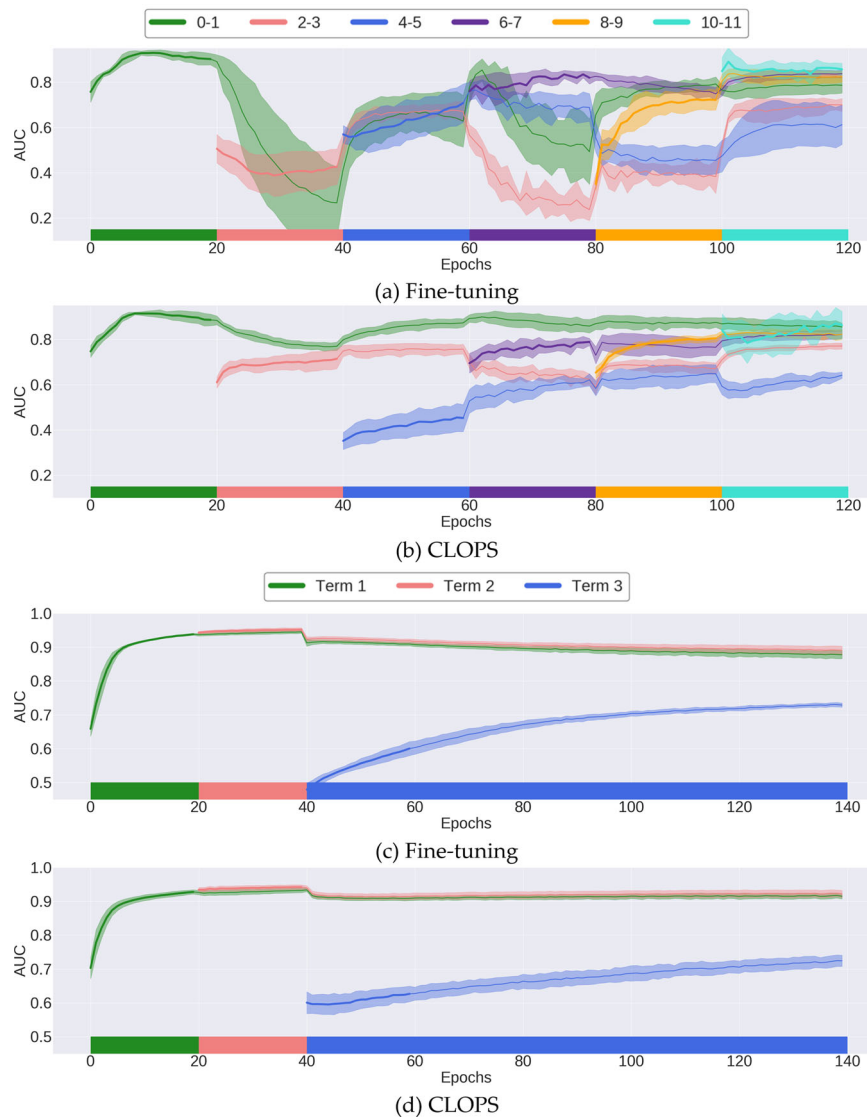 0-1 2-3 4-5 6-7 8-9 10-11
AUC
0.8
0.6
0.4
0.2
0 20 40 60 80 100 120
Epochs
(a) Fine-tuning
AUC
0.8
0.6
0.4
0.2
0 20 40 60 80 100 120
Epochs
(b) CLOPS
Term 1 Term 2 Term 3
AUC
1.0
0.9
0.8
0.7
0.6
0.5
0 20 40 60 80 100 120 140
Epochs
(c) Fine-tuning
AUC
1.0
0.9
0.8
0.7
0.6
0.5
0 20 40 60 80 100 120 140
Epochs
(d) CLOPS